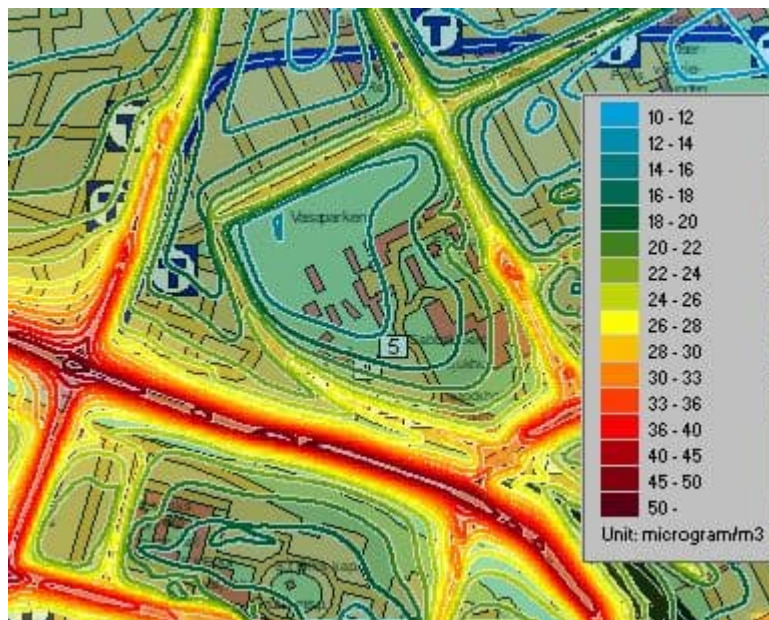 T
T
T
T
T
Vasaparken
5
10 - 12
12 - 14
14 - 16
16 - 18
18 - 20
20 - 22
22 - 24
24 - 26
26 - 28
28 - 30
30 - 33
33 - 36
36 - 40
40 - 45
45 - 50
50 -
Unit: microgram/m3